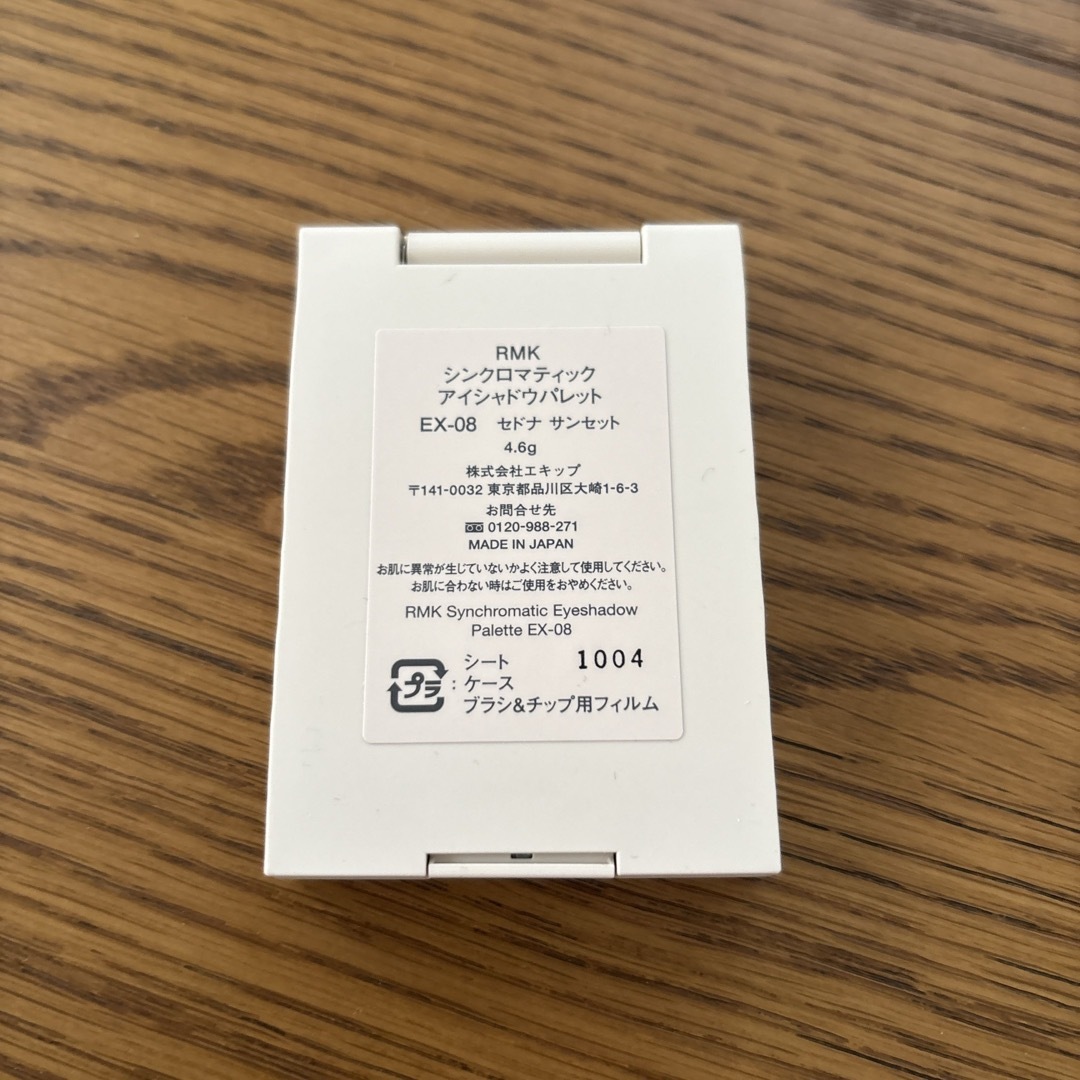 RMK
シンクロマティック
アイシャドウパレット
EX-08 セドナ サンセット
4.6g
株式会社エキップ
〒141-0032 東京都品川区大崎1-6-3
お問合せ先
0120-988-271
MADE IN JAPAN
お肌に異常が生じていないかよく注意して使用してください。
お肌に合わない時はご使用をおやめください。
RMK Synchromatic Eyeshadow
Palette EX-08
シート 1004
プラ : ケース
ブラシ&チップ用フィルム